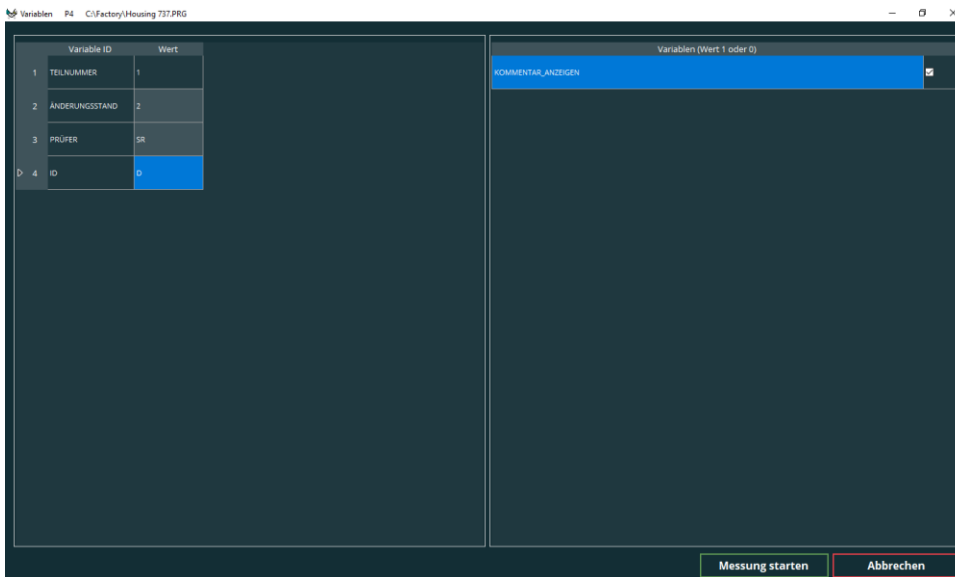 Variablen P4 C:\Factory\Housing 737.PRG
Variable ID Wert
1 TEILNUMMER 1
2 ÄNDERUNGSSTAND 2
3 PRÜFER SR
4 ID D
Variablen (Wert 1 oder 0)
KOMMENTAR_ANZEIGEN
Messung starten Abbrechen